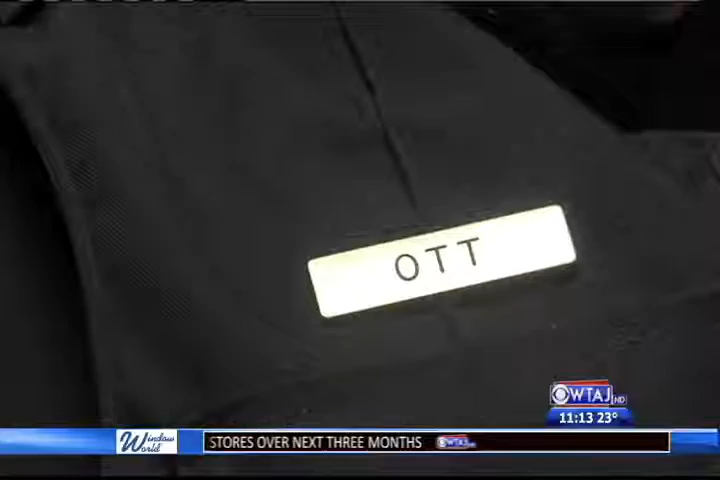 OTT
WTAJ HD
11:13 23°
Window World
STORES OVER NEXT THREE MONTHS WTAJ